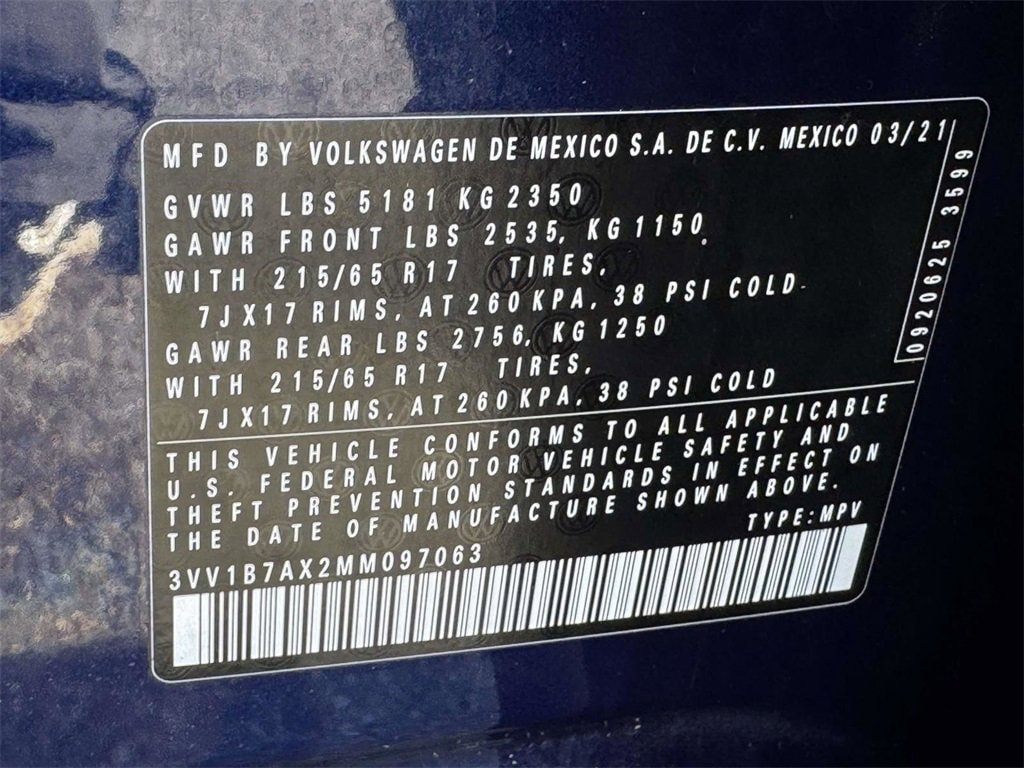 MFD BY VOLKSWAGEN DE MEXICO S.A. DE C.V. MEXICO 03/21
GVWR LBS 5181 KG 2350
GAWR FRONT LBS 2535, KG 1150
WITH 215/65 R17 TIRES,
7JX17 RIMS, AT 260 KPA, 38 PSI COLD
GAWR REAR LBS 2756, KG 1250
WITH 215/65 R17 TIRES,
7JX17 RIMS, AT 260 KPA, 38 PSI COLD
0920625 3599
THIS VEHICLE CONFORMS TO ALL APPLICABLE
U.S. FEDERAL MOTOR VEHICLE SAFETY AND
THEFT PREVENTION STANDARDS IN EFFECT ON
THE DATE OF MANUFACTURE SHOWN ABOVE.
TYPE:MPV
3VV1B7AX2MM097063